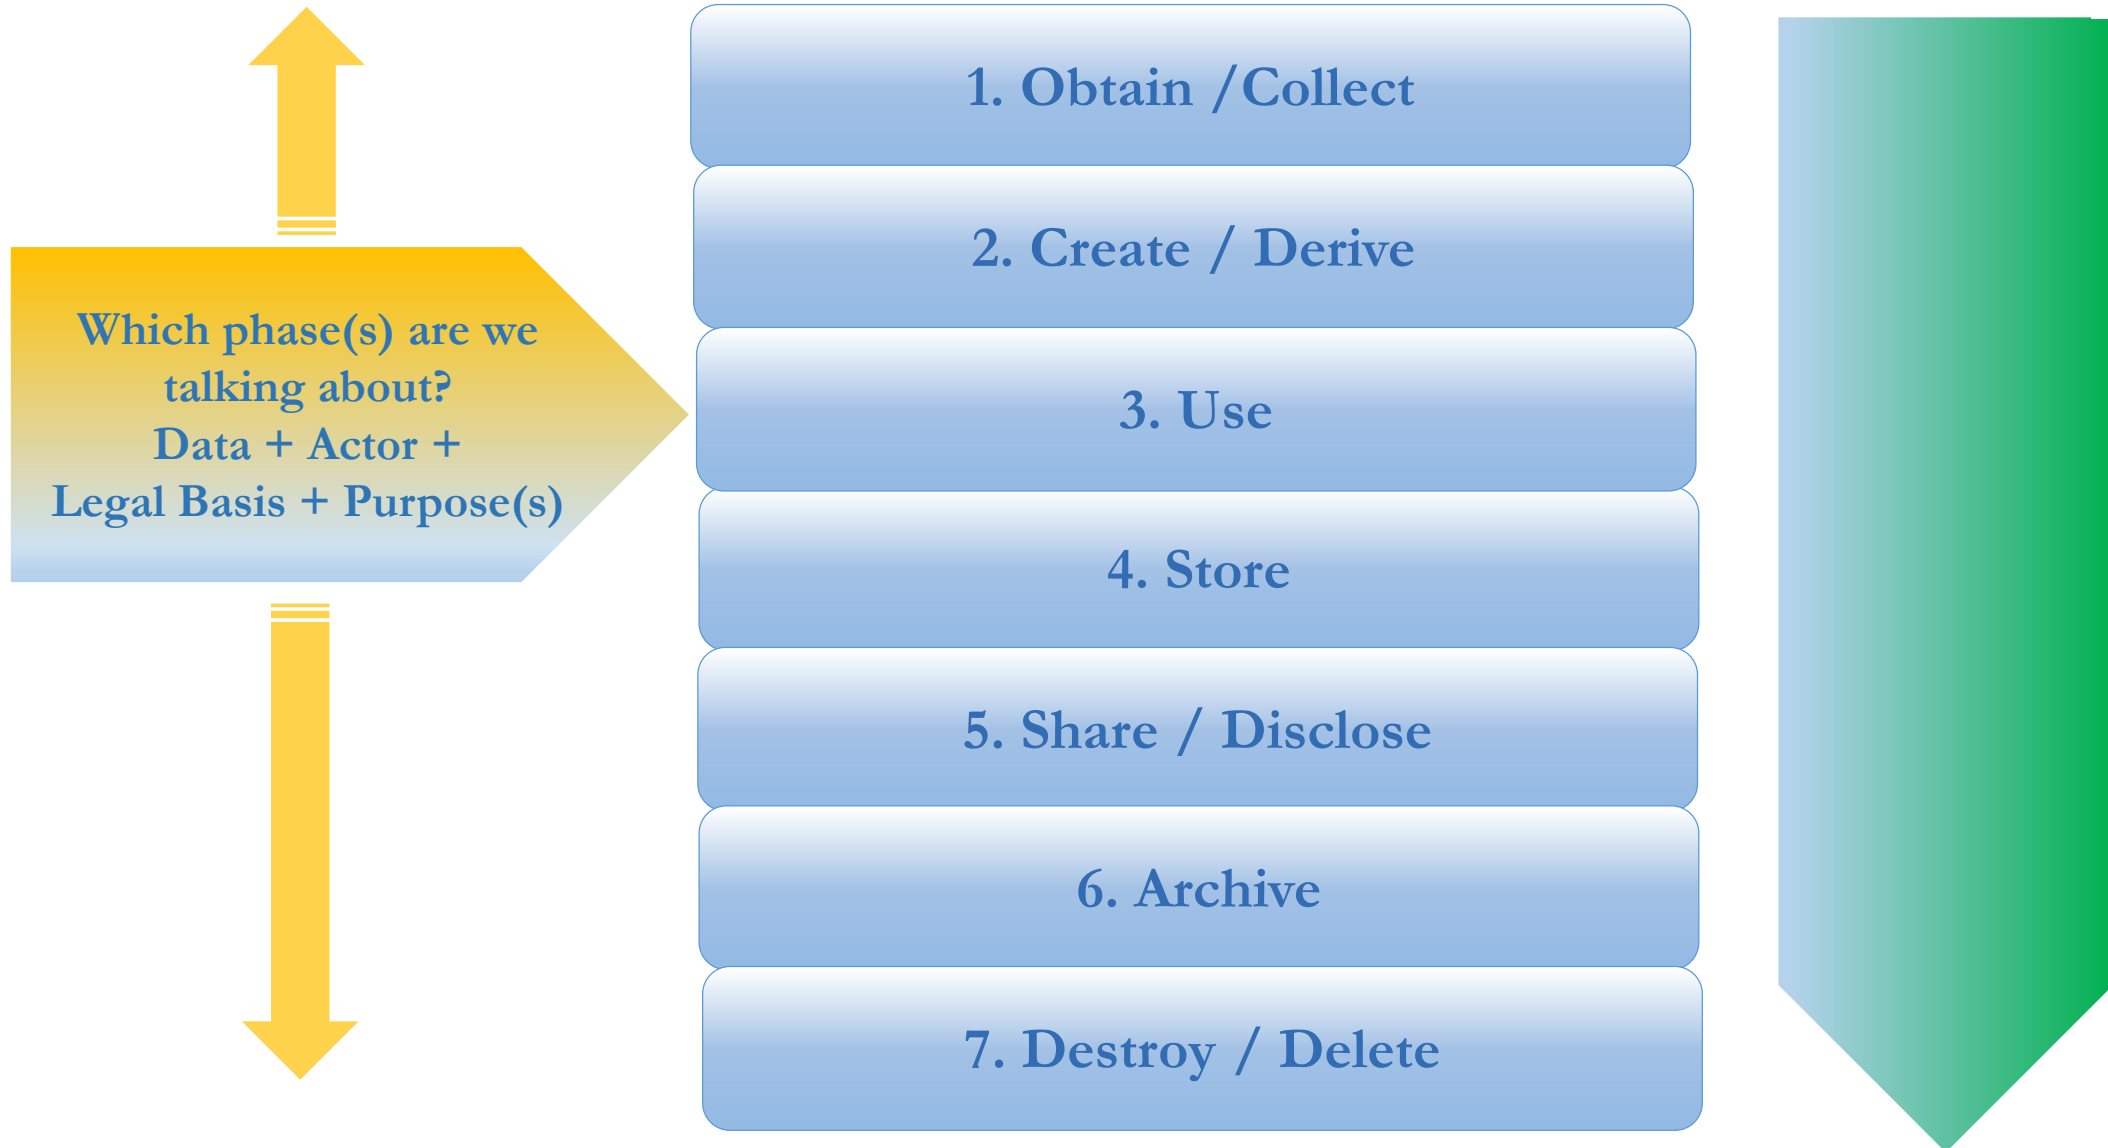 Which phase(s) are we
talking about?
Data + Actor +
Legal Basis + Purpose(s)
1. Obtain /Collect
2. Create / Derive
3. Use
4. Store
5. Share / Disclose
6. Archive
7. Destroy / Delete